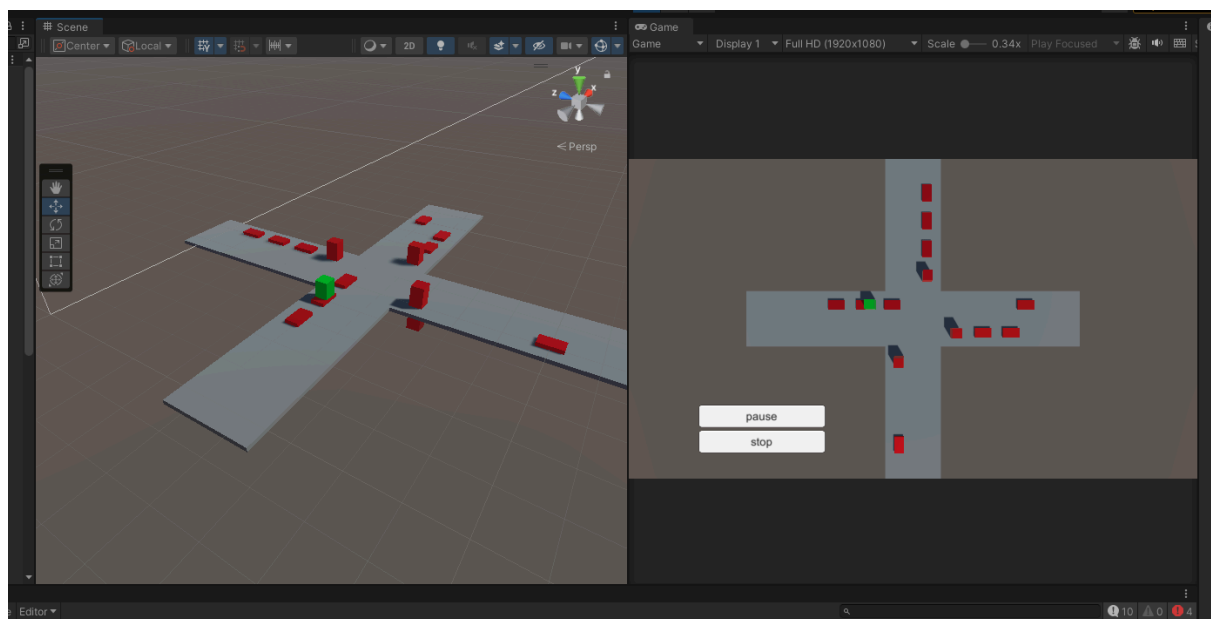 Scene
Center
Local
2D
y
x
z
Persp
Game
Game
Display 1
Full HD (1920x1080)
Scale
0.34x
Play Focused
pause
stop
Editor
10
0
4